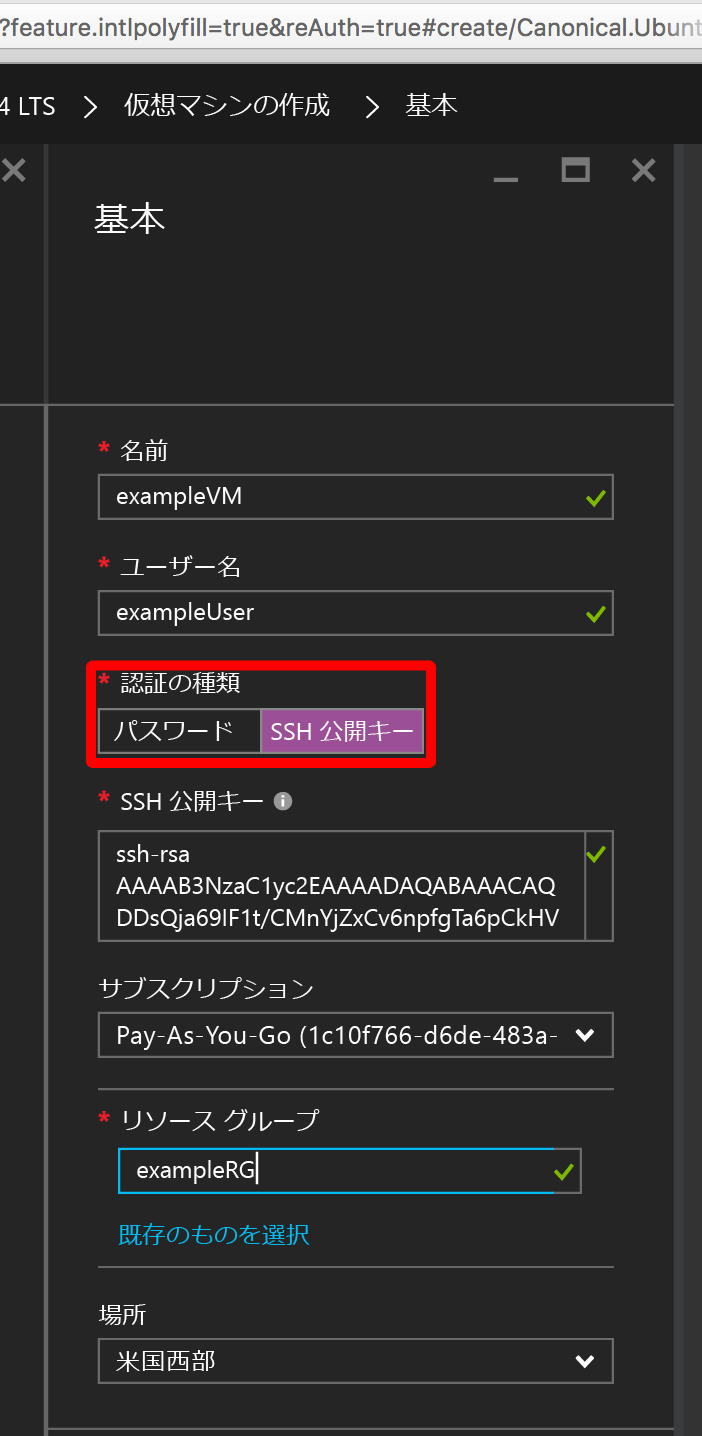 ?feature.intlpolyfill=true&reAuth=true#create/Canonical.Ubunt
4 LTS > 仮想マシンの作成 > 基本
基本
* 名前
exampleVM
* ユーザー名
exampleUser
* 認証の種類
パスワード SSH 公開キー
* SSH 公開キー
ssh-rsa
AAAAB3NzaC1yc2EAAAADAQABAAACAQ
DDsQja69IF1t/CMnYjZxCv6npfgTa6pCkHV
サブスクリプション
Pay-As-You-Go (1c10f766-d6de-483a-
* リソース グループ
exampleRG
既存のものを選択
場所
米国西部